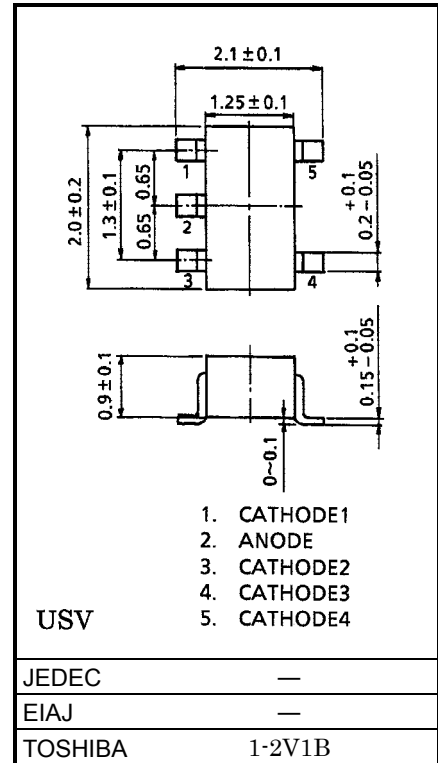 2.1±0.1
1.25±0.1
2.0±0.2
1.3±0.1
0.65
0.65
1
2
3
5
4
+0.1
0.2-0.05
0.9±0.1
0~0.1
+0.1
0.15-0.05
1. CATHODE1
2. ANODE
3. CATHODE2
4. CATHODE3
5. CATHODE4
USV
JEDEC —
EIAJ —
TOSHIBA 1-2V1B